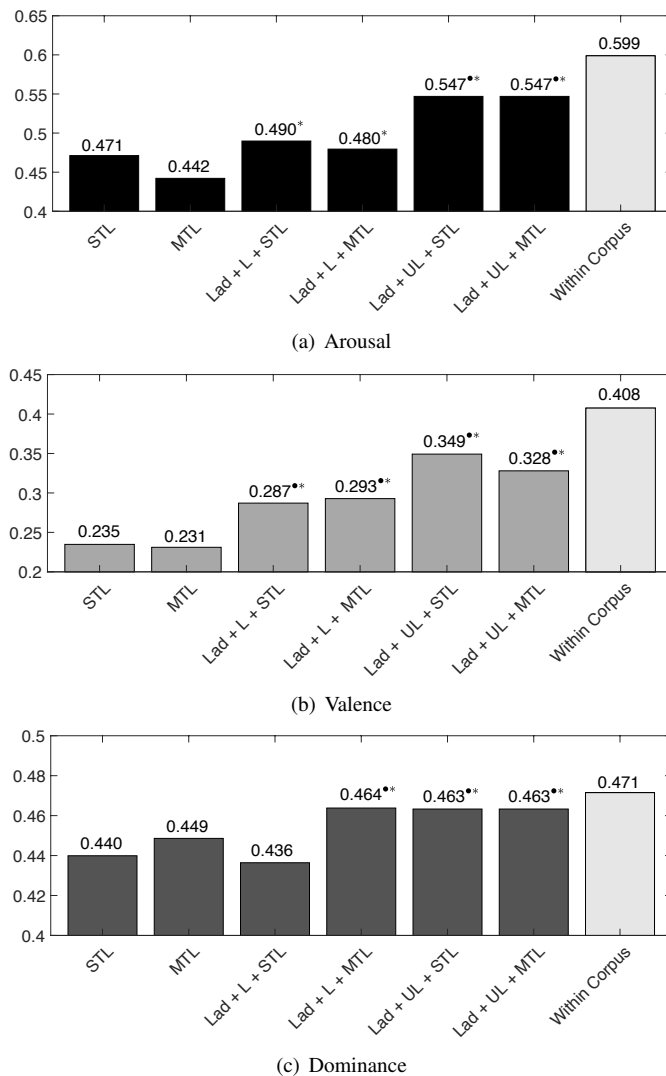 0.65
0.6
0.55
0.5
0.45
0.4
0.471
0.442
0.490*
0.480*
0.547•*
0.547•*
0.599
STL
MTL
Lad + L + STL
Lad + L + MTL
Lad + UL + STL
Lad + UL + MTL
Within Corpus
(a) Arousal
0.45
0.4
0.35
0.3
0.25
0.2
0.235
0.231
0.287•*
0.293•*
0.349•*
0.328•*
0.408
STL
MTL
Lad + L + STL
Lad + L + MTL
Lad + UL + STL
Lad + UL + MTL
Within Corpus
(b) Valence
0.5
0.48
0.46
0.44
0.42
0.4
0.440
0.449
0.436
0.464•*
0.463•*
0.463•*
0.471
STL
MTL
Lad + L + STL
Lad + L + MTL
Lad + UL + STL
Lad + UL + MTL
Within Corpus
(c) Dominance